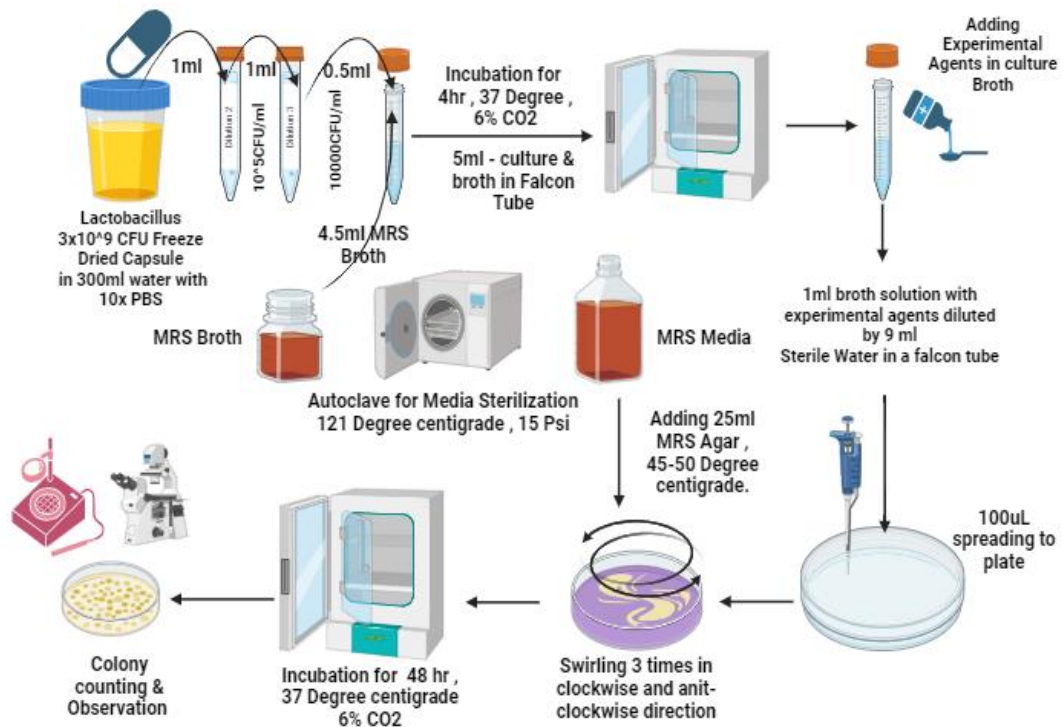 1ml
1ml
0.5ml
Dilution 2
10^5CFU/ml
Dilution 3
10000CFU/ml
Incubation for
4hr , 37 Degree ,
6% CO2
5ml - culture &
broth in Falcon
Tube
Adding
Experimental
Agents in culture
Broth
Lactobacillus
3x10^9 CFU Freeze
Dried Capsule
in 300ml water with
10x PBS
4.5ml MRS
Broth
MRS Broth
MRS Media
1ml broth solution with
experimental agents diluted
by 9 ml
Sterile Water in a falcon tube
Autoclave for Media Sterilization
121 Degree centigrade , 15 Psi
Adding 25ml
MRS Agar ,
45-50 Degree
centigrade.
100uL
spreading to
plate
Colony
counting &
Observation
Incubation for 48 hr ,
37 Degree centigrade
6% CO2
Swirling 3 times in
clockwise and anit-
clockwise direction